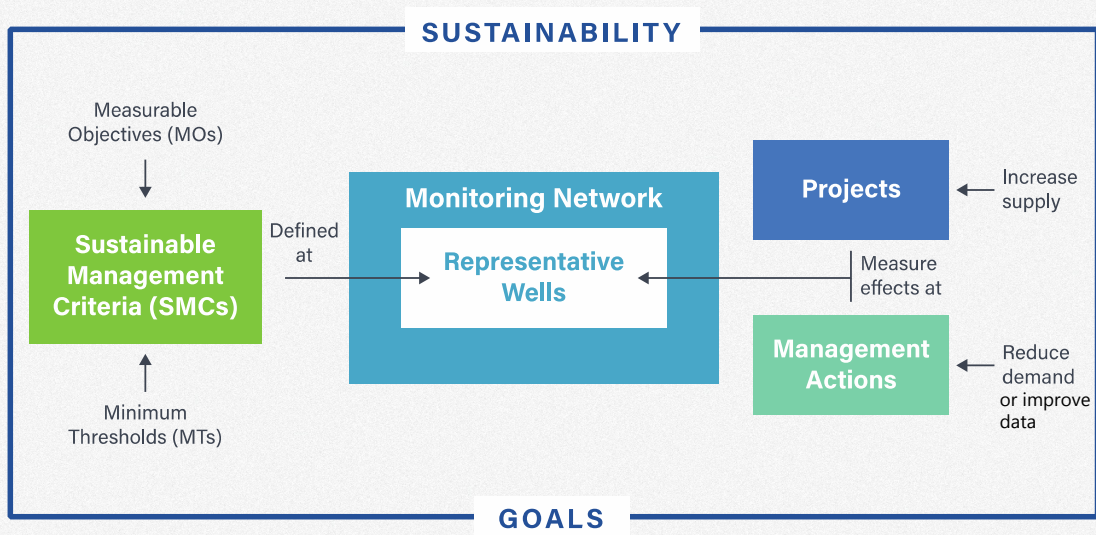 SUSTAINABILITY
Measurable
Objectives (MOs)
Sustainable
Management
Criteria (SMCs)
Minimum
Thresholds (MTs)
Defined
at
Monitoring Network
Representative
Wells
Projects
Increase
supply
Measure
effects at
Management
Actions
Reduce
demand
or improve
data
GOALS